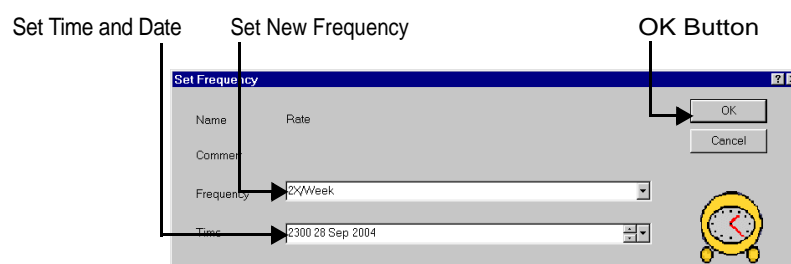 Set Time and Date Set New Frequency OK Button
Set Frequency
Name Rate OK
Comment Cancel
Frequency 2X/Week
Time 2300 28 Sep 2004